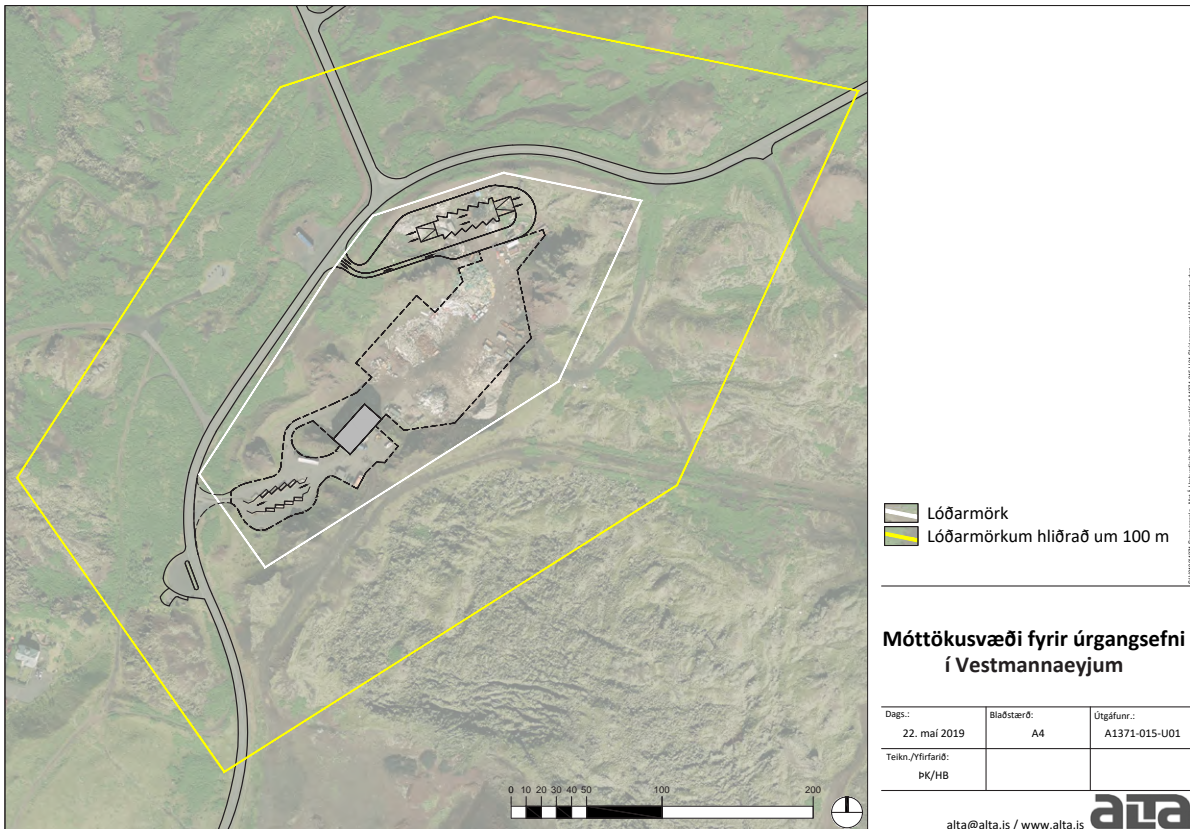 Lóðarmörk
Lóðarmörkum hliðrað um 100 m
Móttökusvæði fyrir úrgangsefni
í Vestmannaeyjum
Dags.:
22. maí 2019
Blaðstærð:
A4
Útgáfunr.:
A1371-015-U01
Teikn./Yfirfarið:
ÞK/HB
0 10 20 30 40 50 100 200
alta@alta.is / www.alta.is
alta